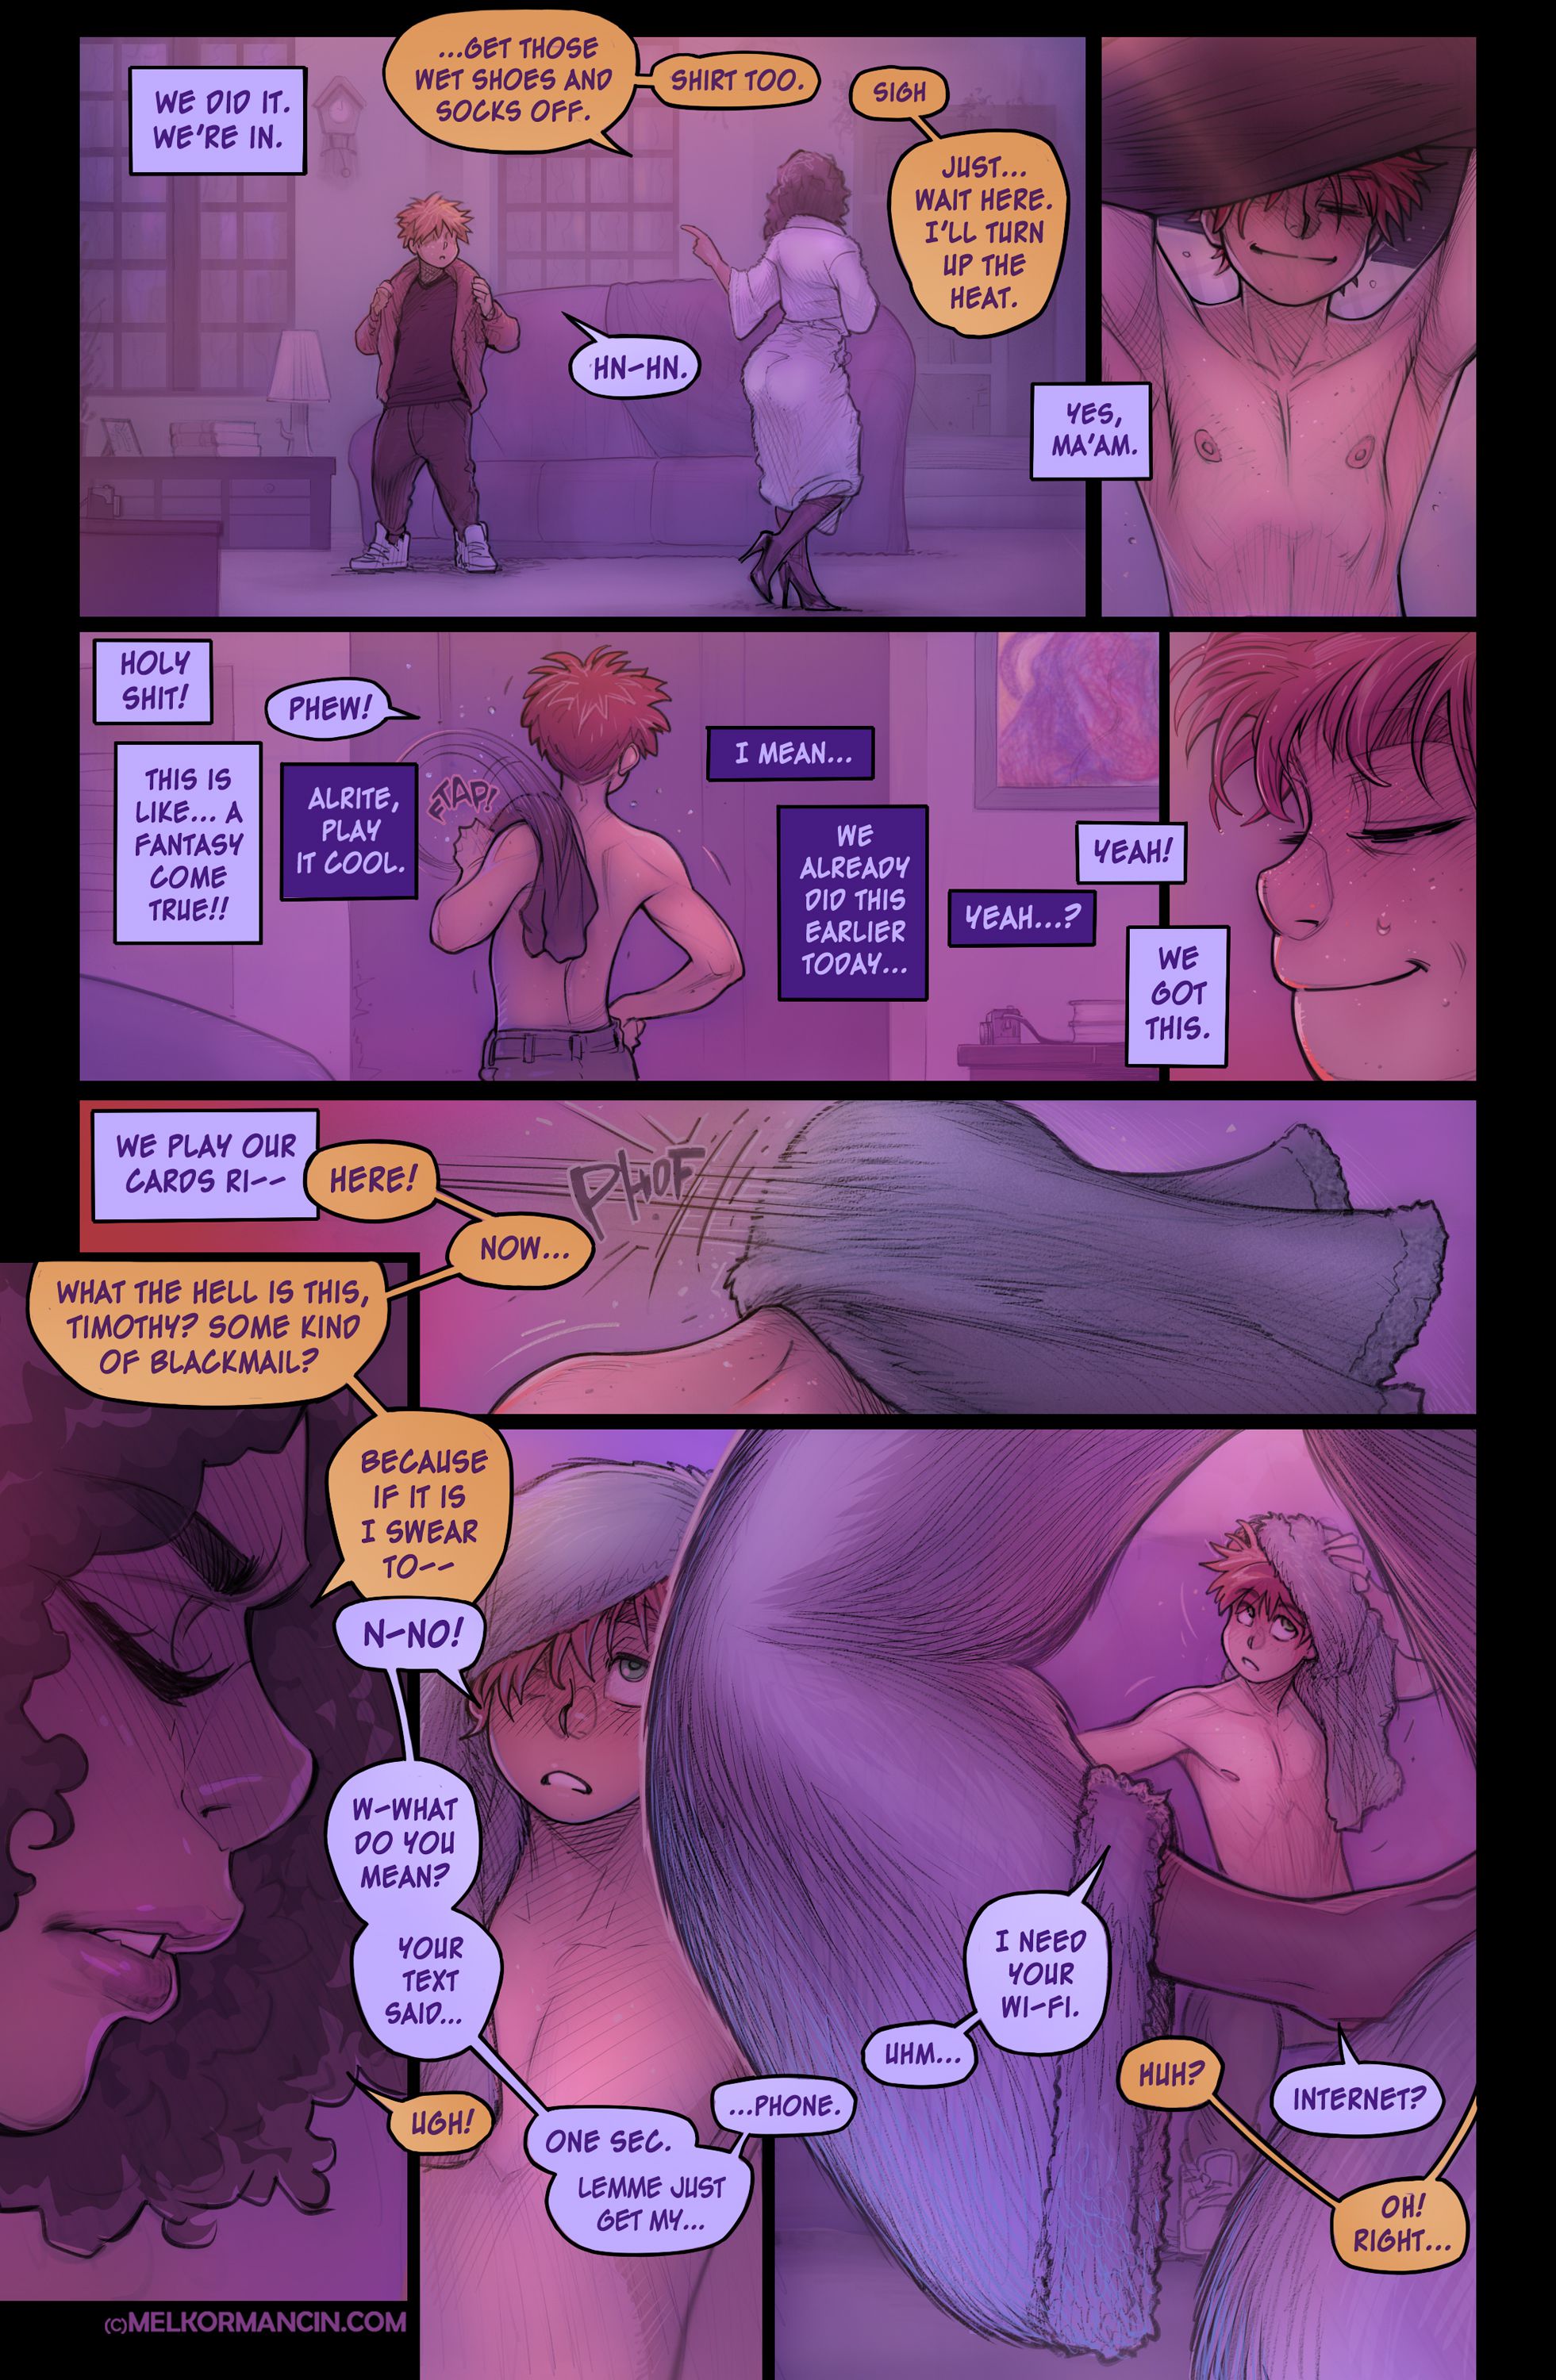 WE DID IT.
WE'RE IN.
...GET THOSE
WET SHOES AND
SOCKS OFF.
SHIRT TOO.
SIGH
JUST...
WAIT HERE.
I'LL TURN
UP THE
HEAT.
HN-HN.
YES,
MA'AM.
HOLY
SHIT!
THIS IS
LIKE... A
FANTASY
COME
TRUE!!
PHEW!
ALRITE,
PLAY
IT COOL.
FTAP!
I MEAN...
WE
ALREADY
DID THIS
EARLIER
TODAY...
YEAH...?
YEAH!
WE
GOT
THIS.
WE PLAY OUR
CARDS RI--
HERE!
NOW...
PHOF
WHAT THE HELL IS THIS,
TIMOTHY? SOME KIND
OF BLACKMAIL?
BECAUSE
IF IT IS
I SWEAR
TO--
N-NO!
W-WHAT
DO YOU
MEAN?
YOUR
TEXT
SAID...
UGH!
ONE SEC.
LEMME JUST
GET MY...
...PHONE.
UHM...
I NEED
YOUR
WI-FI.
HUH?
INTERNET?
OH!
RIGHT...
(C)MELKORMANCIN.COM